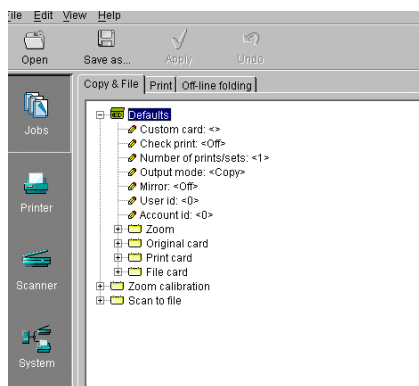 ile Edit View Help
Open Save as... Apply Undo
Copy & File Print Off-line folding
Jobs
Printer
Scanner
System
Defaults
Custom card: <>
Check print: <Off>
Number of prints/sets: <1>
Output mode: <Copy>
Mirror: <Off>
User id: <0>
Account id: <0>
Zoom
Original card
Print card
File card
Zoom calibration
Scan to file